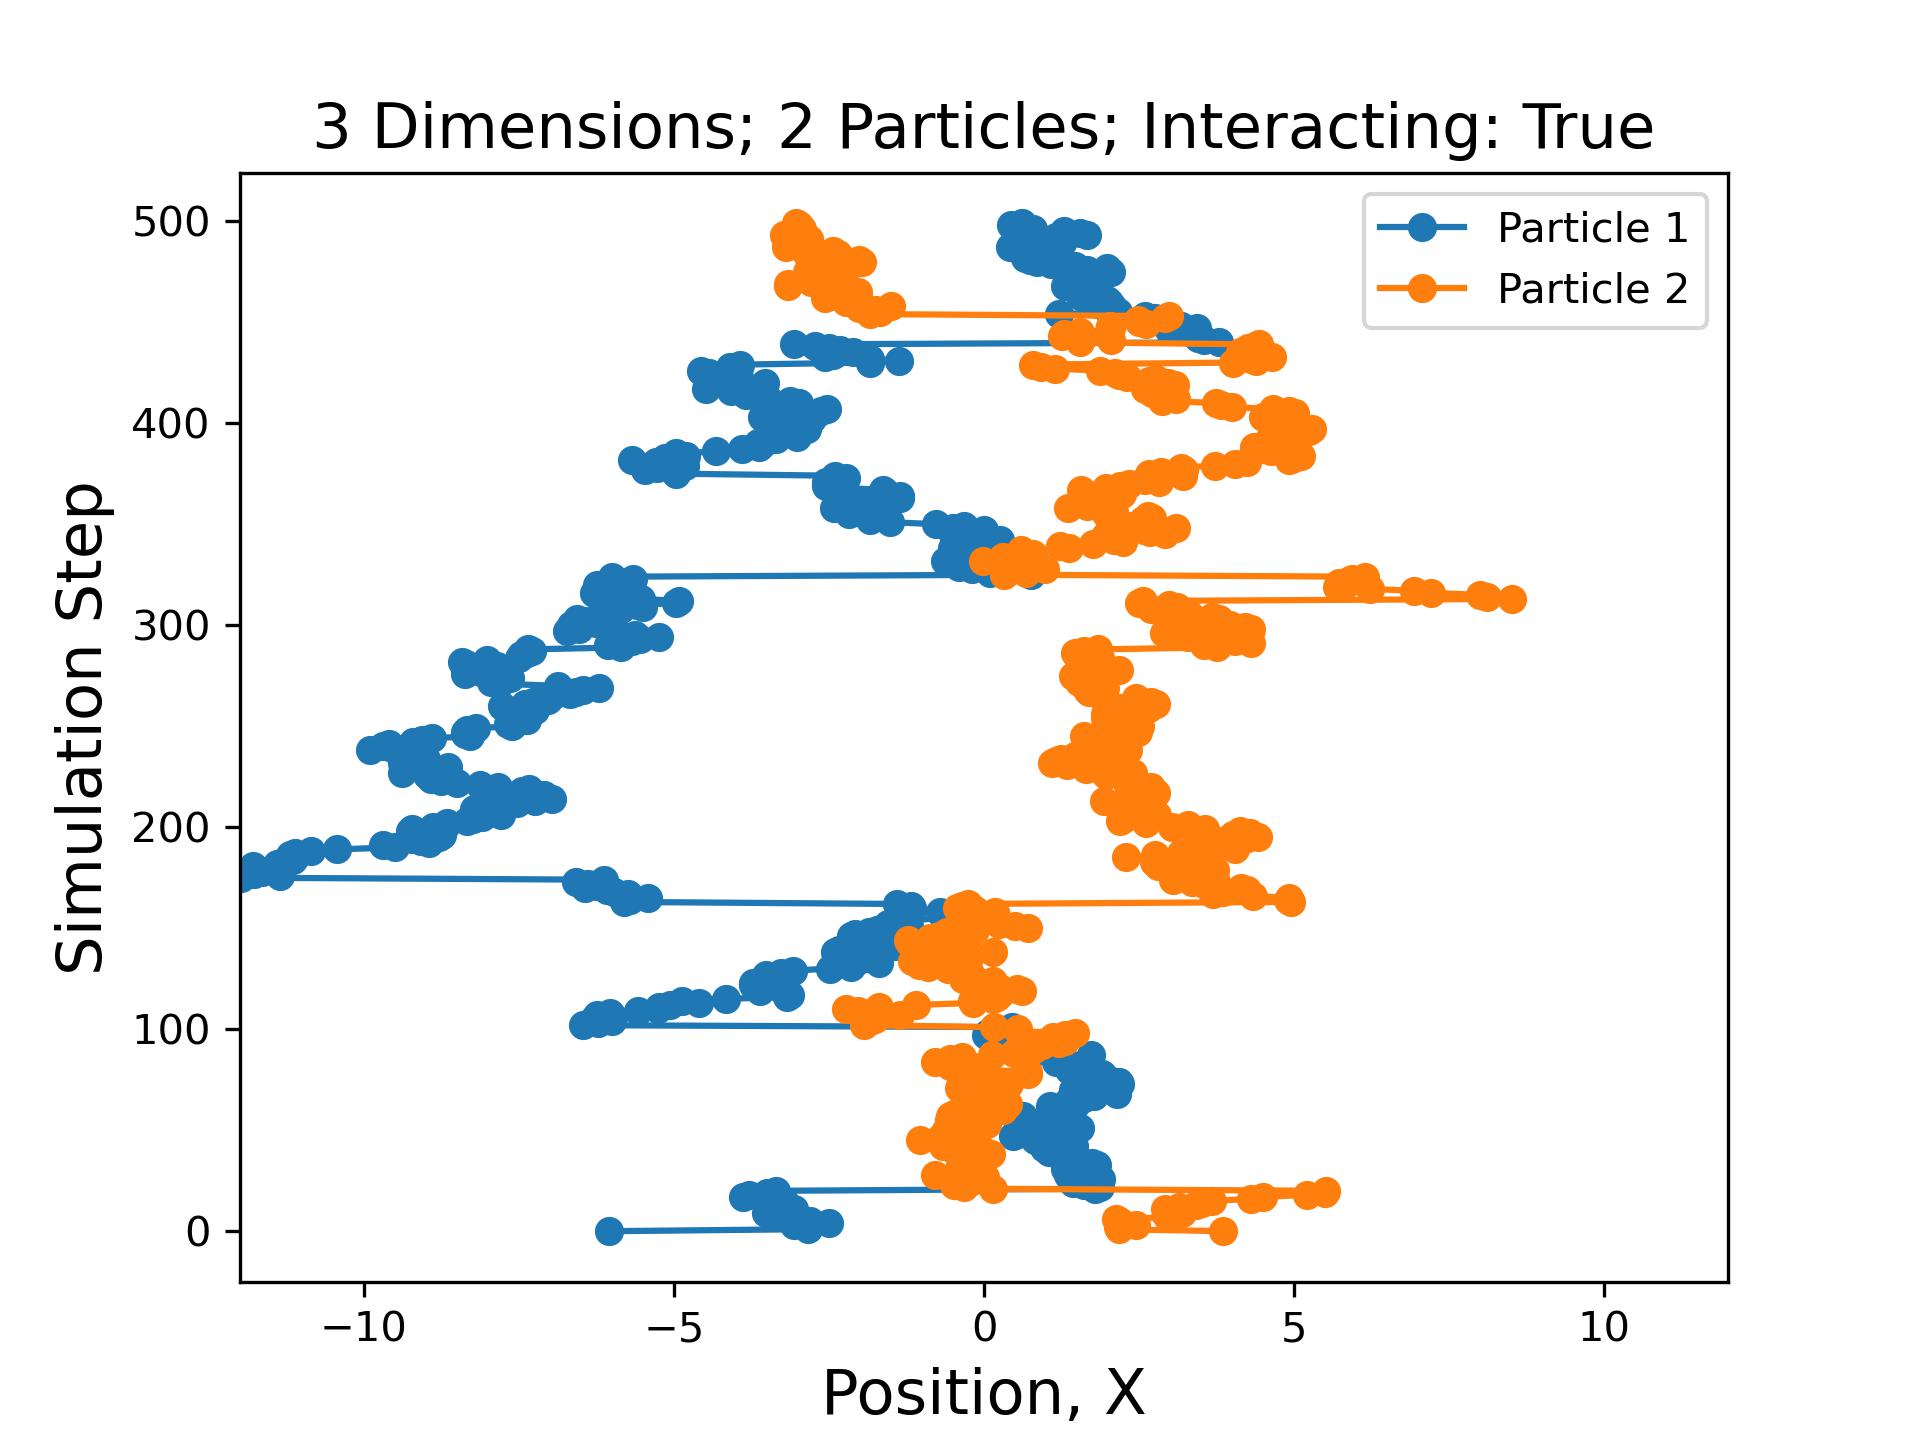 3 Dimensions; 2 Particles; Interacting: True
Particle 1
Particle 2
Simulation Step
500
400
300
200
100
0
−10
−5
0
5
10
Position, X